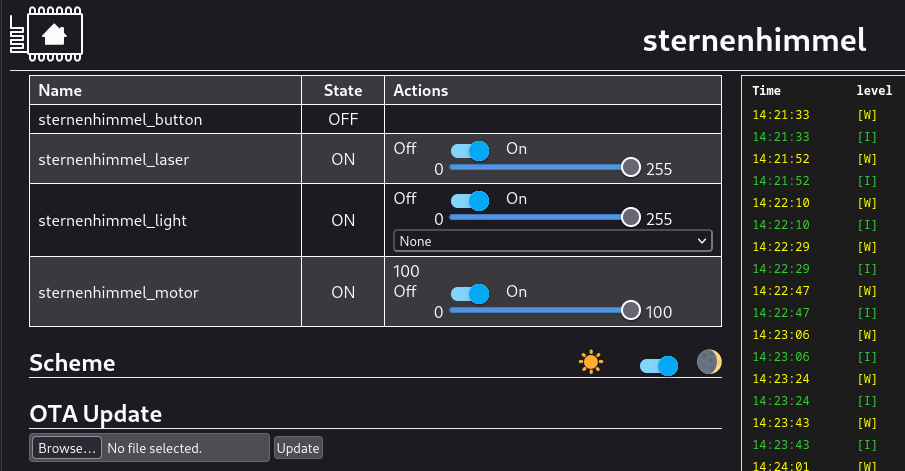 sternenhimmel
Name State Actions
sternenhimmel_button OFF
sternenhimmel_laser ON Off On
0 255
sternenhimmel_light ON Off On
0 255
None
sternenhimmel_motor ON 100
Off On
0 100
Scheme
OTA Update
Browse... No file selected. Update
Time level
14:21:33 [W]
14:21:33 [I]
14:21:52 [W]
14:21:52 [I]
14:22:10 [W]
14:22:10 [I]
14:22:29 [W]
14:22:29 [I]
14:22:47 [W]
14:22:47 [I]
14:23:06 [W]
14:23:06 [I]
14:23:24 [W]
14:23:24 [I]
14:23:43 [W]
14:23:43 [I]
14:24:01 [W]